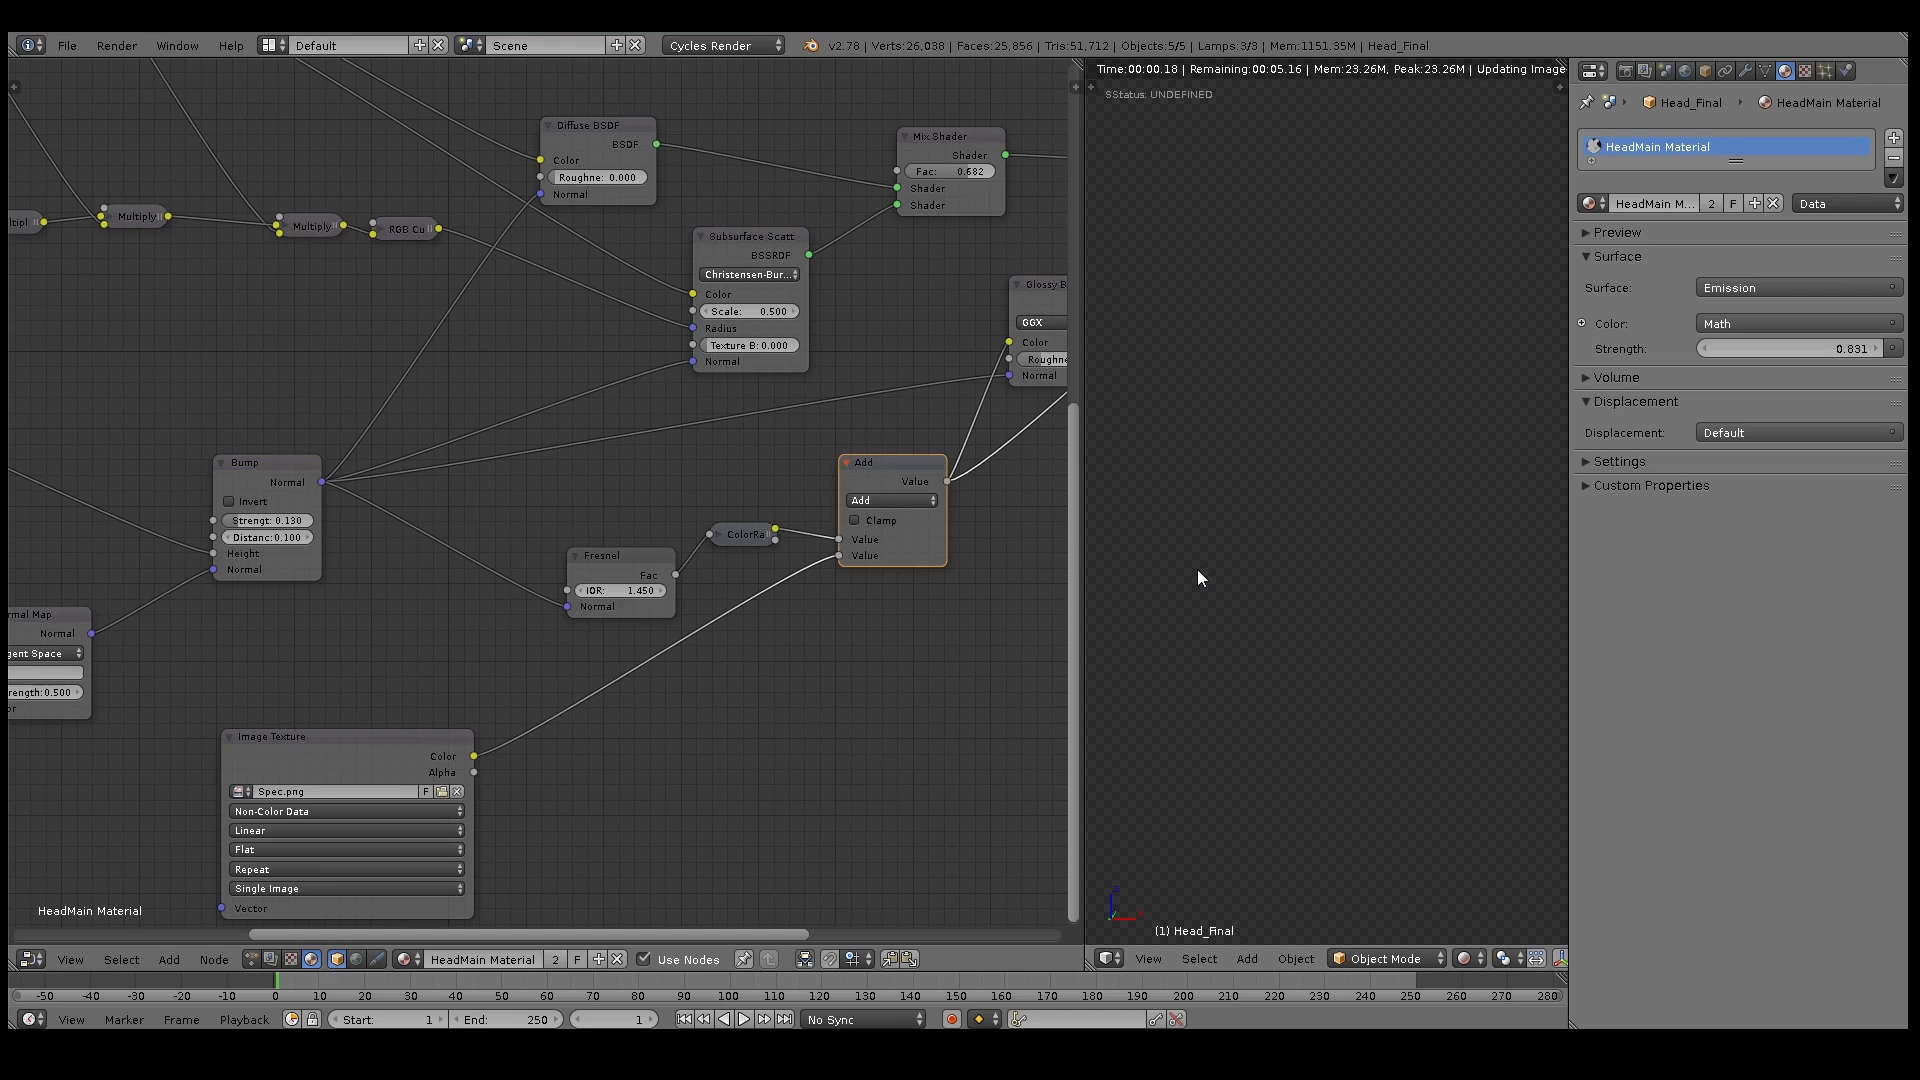 File Render Window Help Default Scene Cycles Render v2.78 | Verts:26,038 | Faces:25,856 | Tris:51,712 | Objects:5/5 | Lamps:3/3 | Mem:1151.35M | Head_Final
Time:00:00.18 | Remaining:00:05.16 | Mem:23.26M, Peak:23.26M | Updating Image
SStatus: UNDEFINED
Diffuse BSDF
BSDF
Color
Roughne: 0.000
Normal
Mix Shader
Shader
Fac: 0.682
Shader
Shader
ltipl
Multiply
Multiply
RGB Cu
Subsurface Scatt
BSSRDF
Christensen-Bur...
Color
Scale: 0.500
Radius
Texture B: 0.000
Normal
Glossy B
GGX
Color
Roughne
Normal
Bump
Normal
Invert
Strengt: 0.130
Distanc: 0.100
Height
Normal
Add
Value
Add
Clamp
Value
Value
ColorRa
Fresnel
Fac
IOR: 1.450
Normal
rmal Map
Normal
gent Space
rength: 0.500
or
Image Texture
Color
Alpha
Spec.png F
Non-Color Data
Linear
Flat
Repeat
Single Image
Vector
HeadMain Material
(1) Head_Final
Head_Final HeadMain Material
HeadMain Material
HeadMain M... 2 F Data
Preview
Surface
Surface: Emission
Color: Math
Strength: 0.831
Volume
Displacement
Displacement: Default
Settings
Custom Properties
View Select Add Node HeadMain Material 2 F Use Nodes
View Select Add Object Object Mode
-50 -40 -30 -20 -10 0 10 20 30 40 50 60 70 80 90 100 110 120 130 140 150 160 170 180 190 200 210 220 230 240 250 260 270 280
View Marker Frame Playback Start: 1 End: 250 1 No Sync